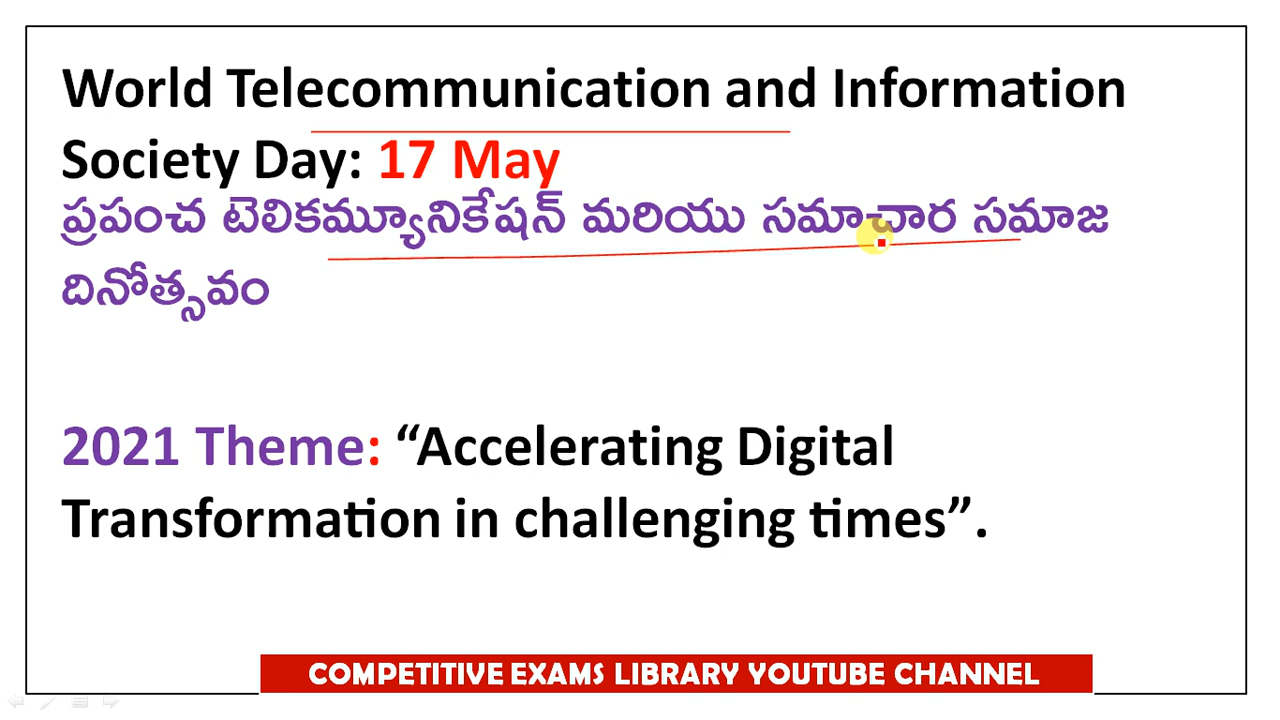 World Telecommunication and Information
Society Day: 17 May
ప్రపంచ టెలికమ్యూనికేషన్ మరియు సమాచార సమాజ
దినోత్సవం
2021 Theme: “Accelerating Digital
Transformation in challenging times”.
COMPETITIVE EXAMS LIBRARY YOUTUBE CHANNEL